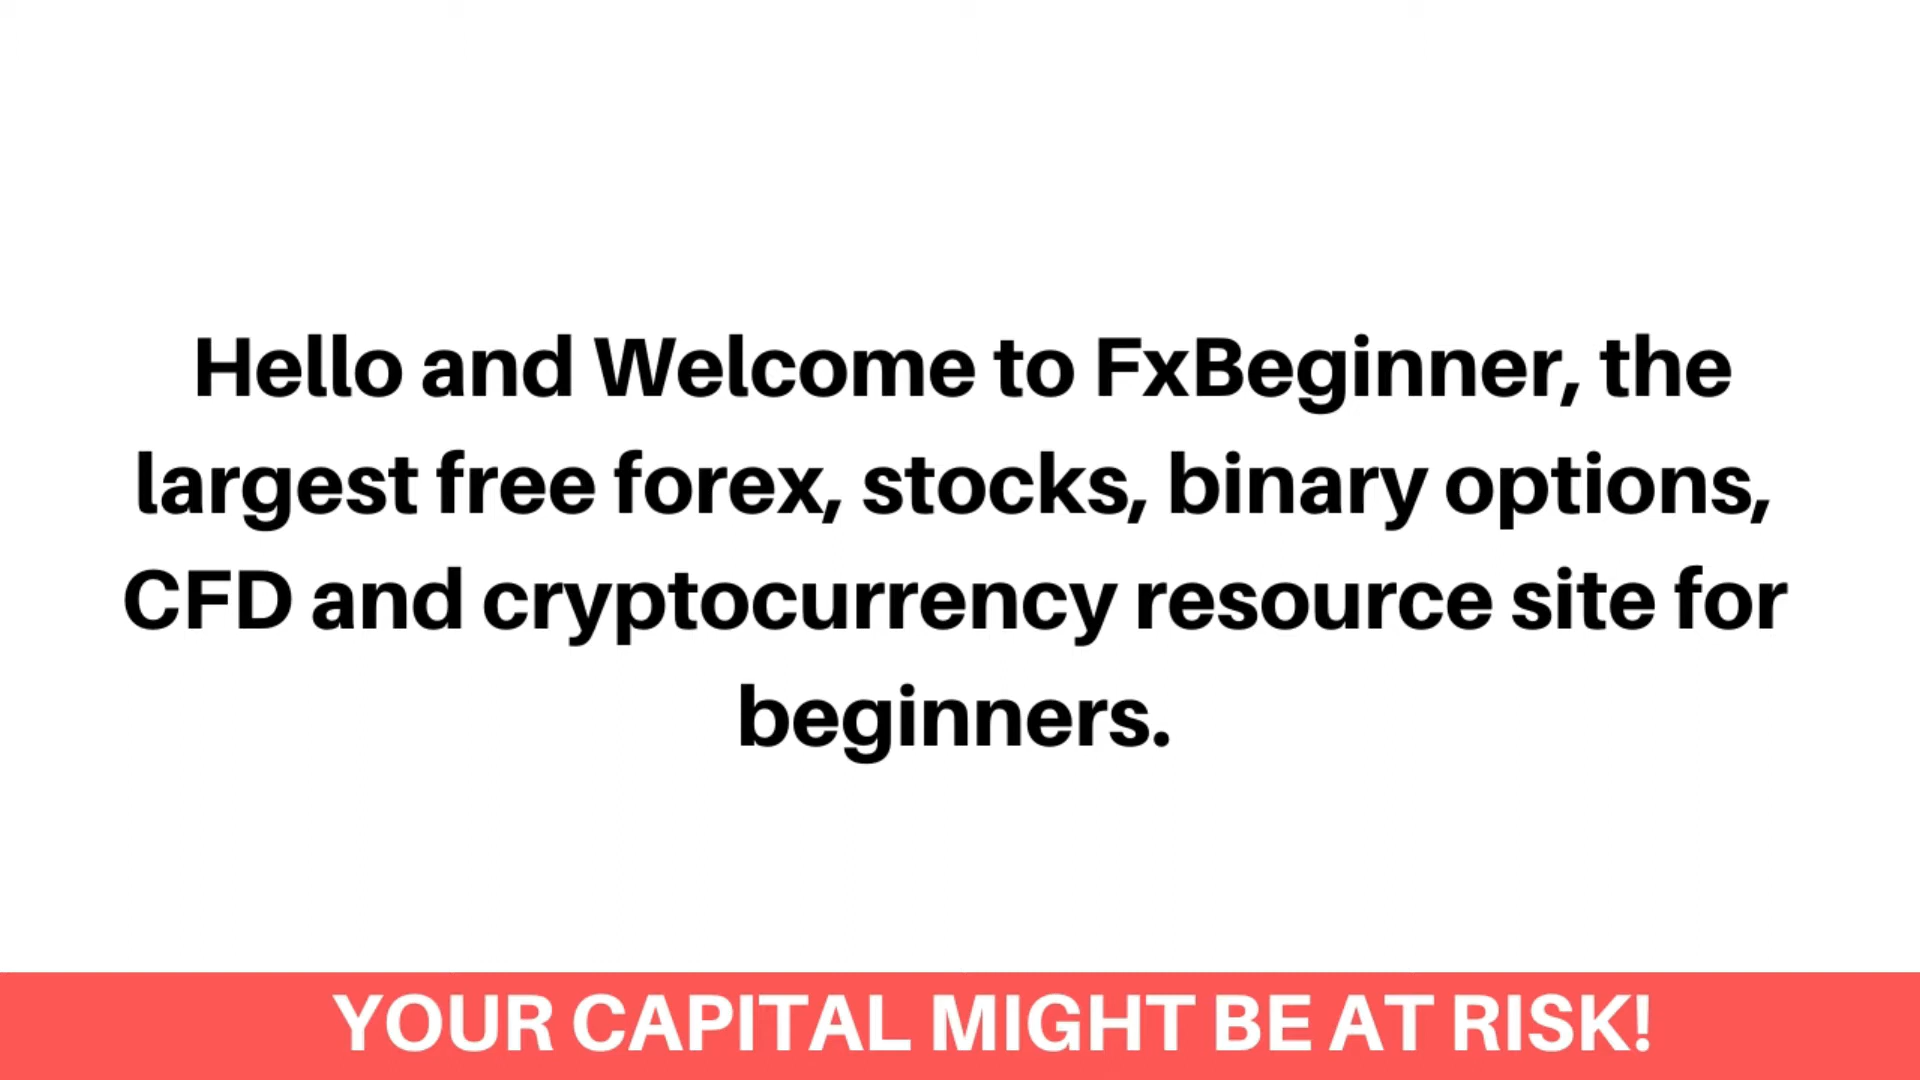 Hello and Welcome to FxBeginner, the
largest free forex, stocks, binary options,
CFD and cryptocurrency resource site for
beginners.
YOUR CAPITAL MIGHT BE AT RISK!